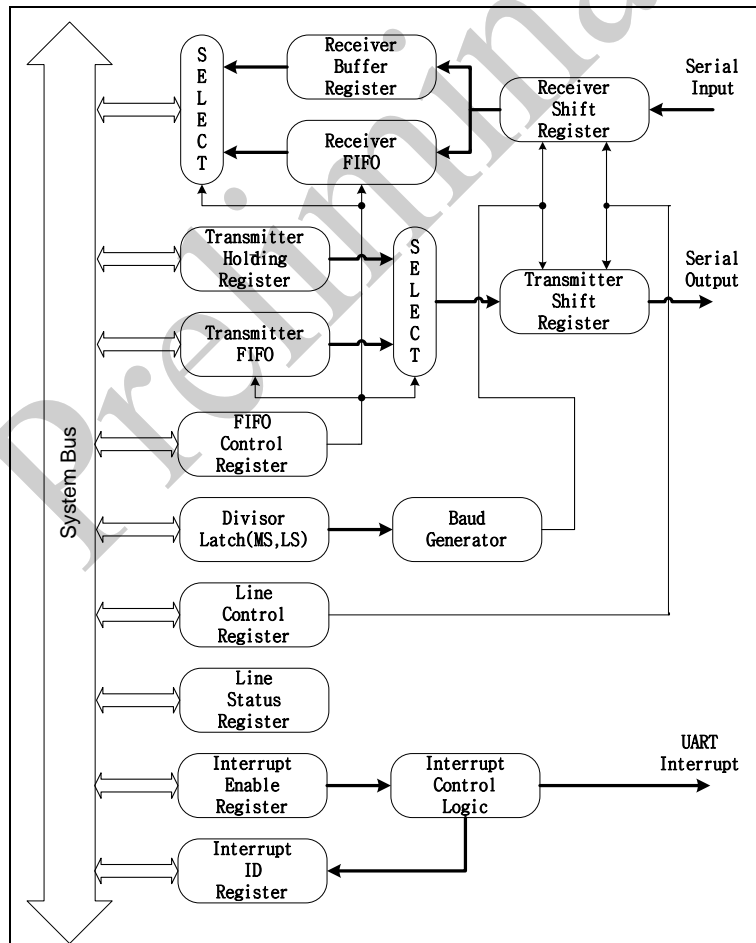 Preliminar
System Bus
S
E
L
E
C
T
Receiver
Buffer
Register
Receiver
FIFO
Receiver
Shift
Register
Serial
Input
Transmitter
Holding
Register
Transmitter
FIFO
S
E
L
E
C
T
Transmitter
Shift
Register
Serial
Output
FIFO
Control
Register
Divisor
Latch(MS,LS)
Baud
Generator
Line
Control
Register
Line
Status
Register
Interrupt
Enable
Register
Interrupt
Control
Logic
UART
Interrupt
Interrupt
ID
Register